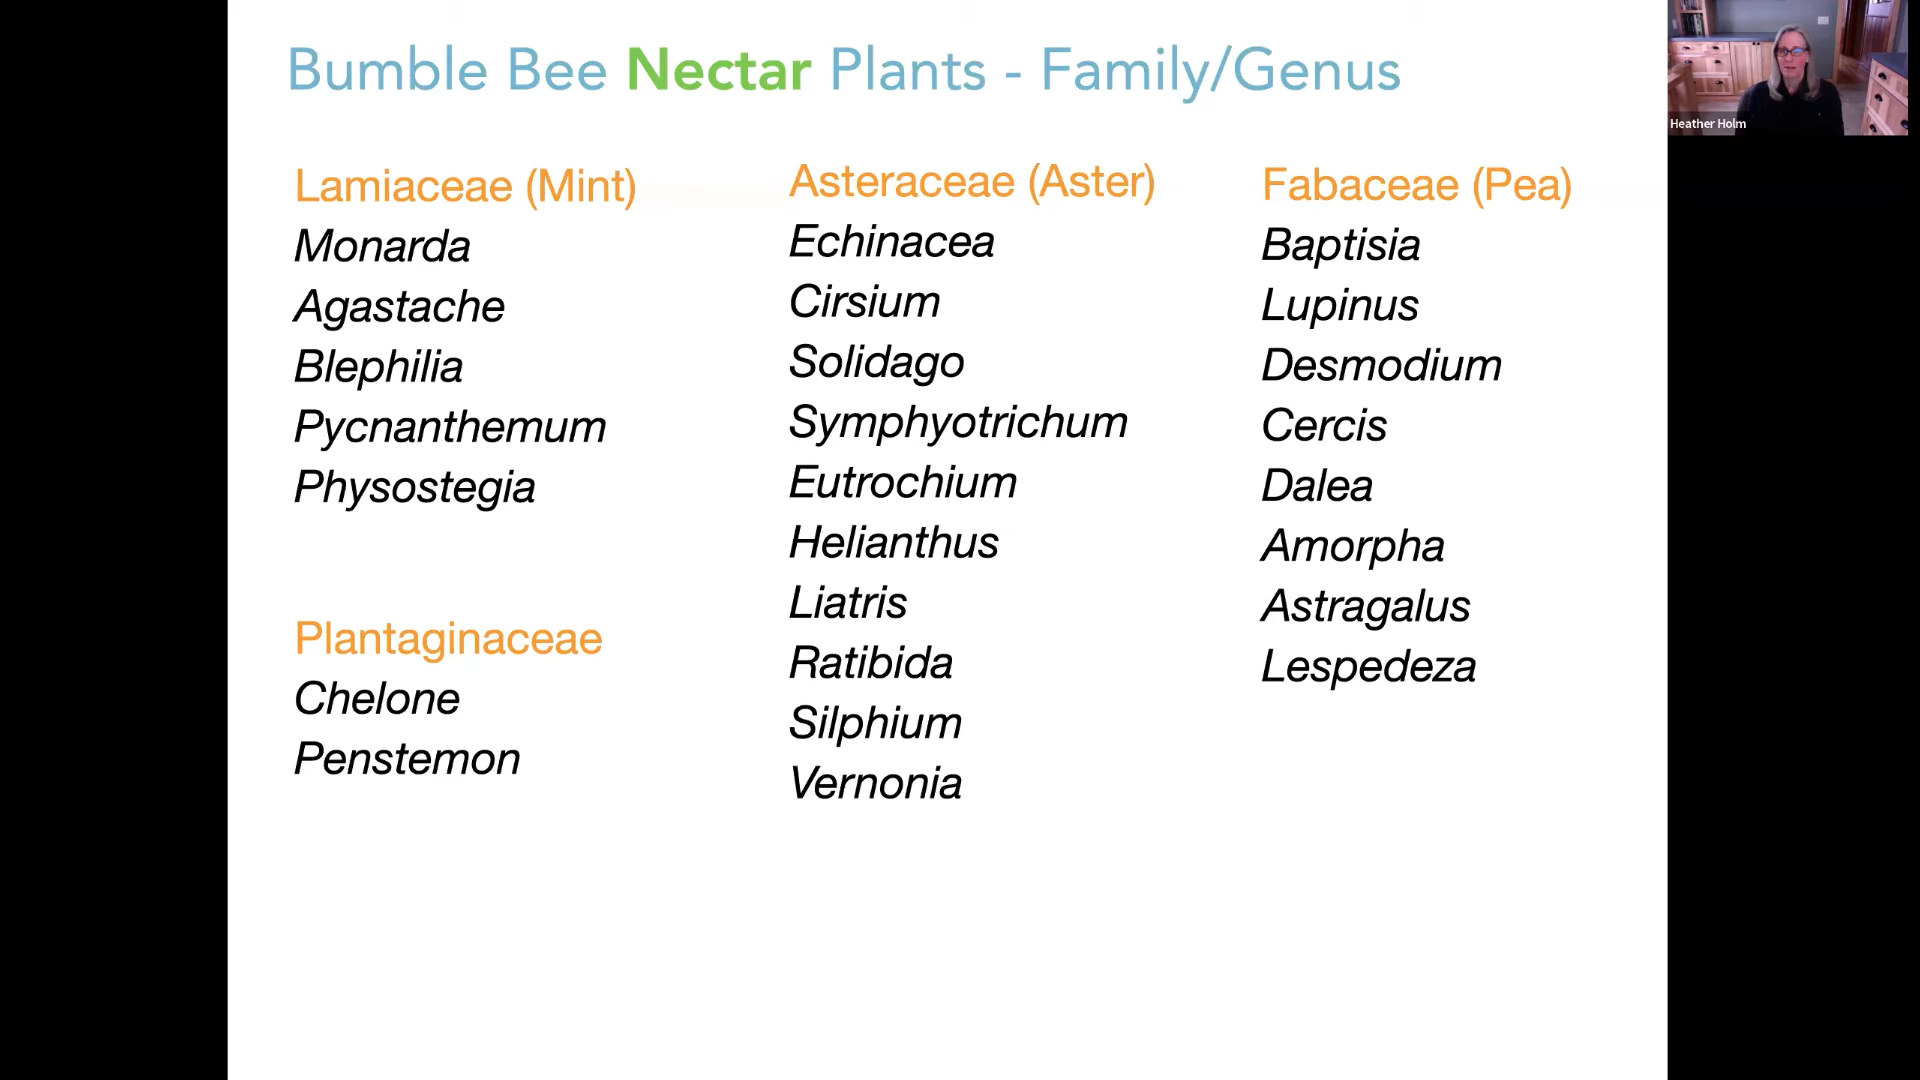 Bumble Bee Nectar Plants - Family/Genus
Heather Holm
Lamiaceae (Mint)
Monarda
Agastache
Blephilia
Pycnanthemum
Physostegia
Plantaginaceae
Chelone
Penstemon
Asteraceae (Aster)
Echinacea
Cirsium
Solidago
Symphyotrichum
Eutrochium
Helianthus
Liatris
Ratibida
Silphium
Vernonia
Fabaceae (Pea)
Baptisia
Lupinus
Desmodium
Cercis
Dalea
Amorpha
Astragalus
Lespedeza